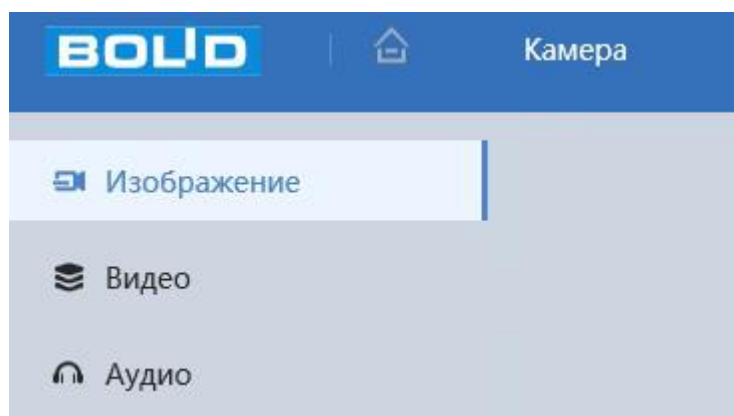 BOLID
Камера
Изображение
Видео
Аудио